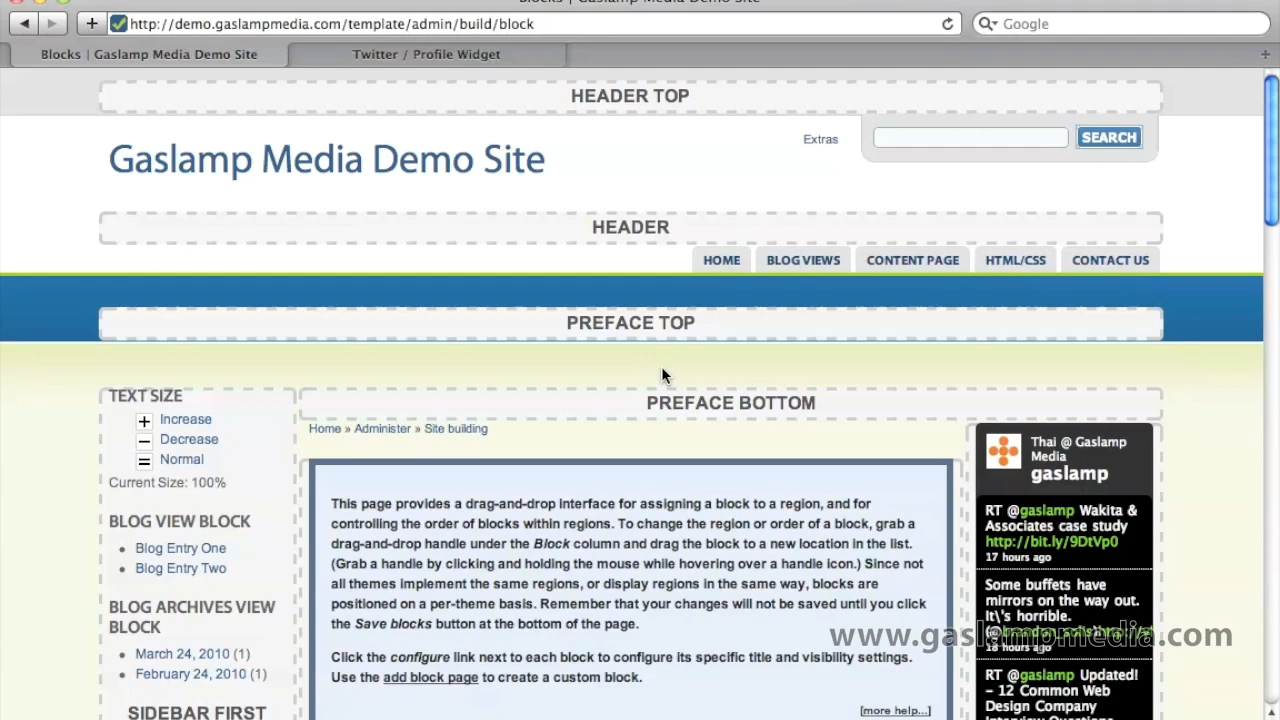 Blocks | Gaslamp Media Demo Site
http://demo.gaslampmedia.com/template/admin/build/block
Google
Blocks | Gaslamp Media Demo Site
Twitter / Profile Widget
HEADER TOP
Extras
SEARCH
Gaslamp Media Demo Site
HEADER
HOME
BLOG VIEWS
CONTENT PAGE
HTML/CSS
CONTACT US
PREFACE TOP
TEXT SIZE
Increase
Decrease
Normal
Current Size: 100%
BLOG VIEW BLOCK
Blog Entry One
Blog Entry Two
BLOG ARCHIVES VIEW
BLOCK
March 24, 2010 (1)
February 24, 2010 (1)
SIDEBAR FIRST
PREFACE BOTTOM
Home » Administer » Site building
This page provides a drag-and-drop interface for assigning a block to a region, and for
controlling the order of blocks within regions. To change the region or order of a block, grab a
drag-and-drop handle under the Block column and drag the block to a new location in the list.
(Grab a handle by clicking and holding the mouse while hovering over a handle icon.) Since not
all themes implement the same regions, or display regions in the same way, blocks are
positioned on a per-theme basis. Remember that your changes will not be saved until you click
the Save blocks button at the bottom of the page.
Click the configure link next to each block to configure its specific title and visibility settings.
Use the add block page to create a custom block.
[more help...]
Thai @ Gaslamp
Media
gaslamp
RT @gaslamp Wakita &
Associates case study
http://bit.ly/9DtVp0
17 hours ago
Some buffets have
mirrors on the way out.
It\'s horrible.
18 hours ago
RT @gaslamp Updated!
- 12 Common Web
Design Company
Interview Questions
www.gaslampmedia.com